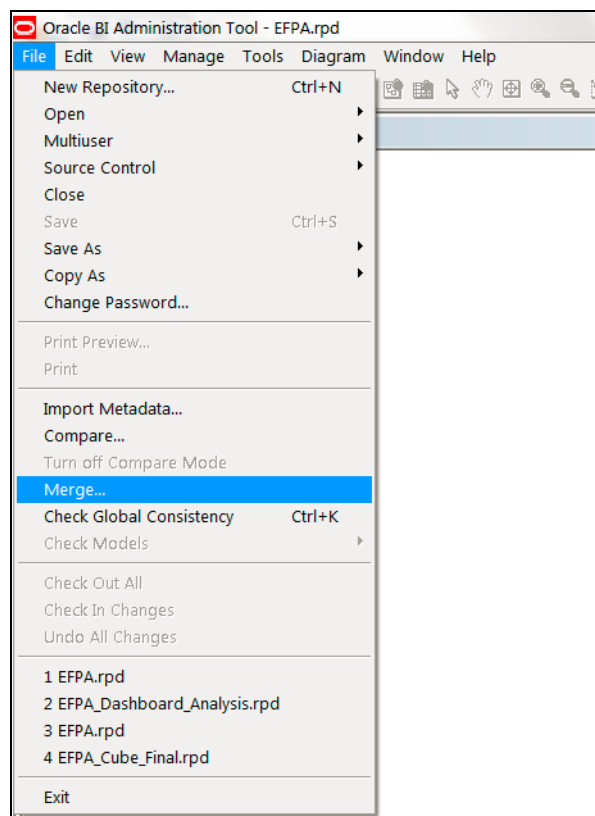 Oracle BI Administration Tool - EFPA.rpd
File Edit View Manage Tools Diagram Window Help
New Repository... Ctrl+N
Open
Multiuser
Source Control
Close
Save Ctrl+S
Save As
Copy As
Change Password...
Print Preview...
Print
Import Metadata...
Compare...
Turn off Compare Mode
Merge...
Check Global Consistency Ctrl+K
Check Models
Check Out All
Check In Changes
Undo All Changes
1 EFPA.rpd
2 EFPA_Dashboard_Analysis.rpd
3 EFPA.rpd
4 EFPA_Cube_Final.rpd
Exit